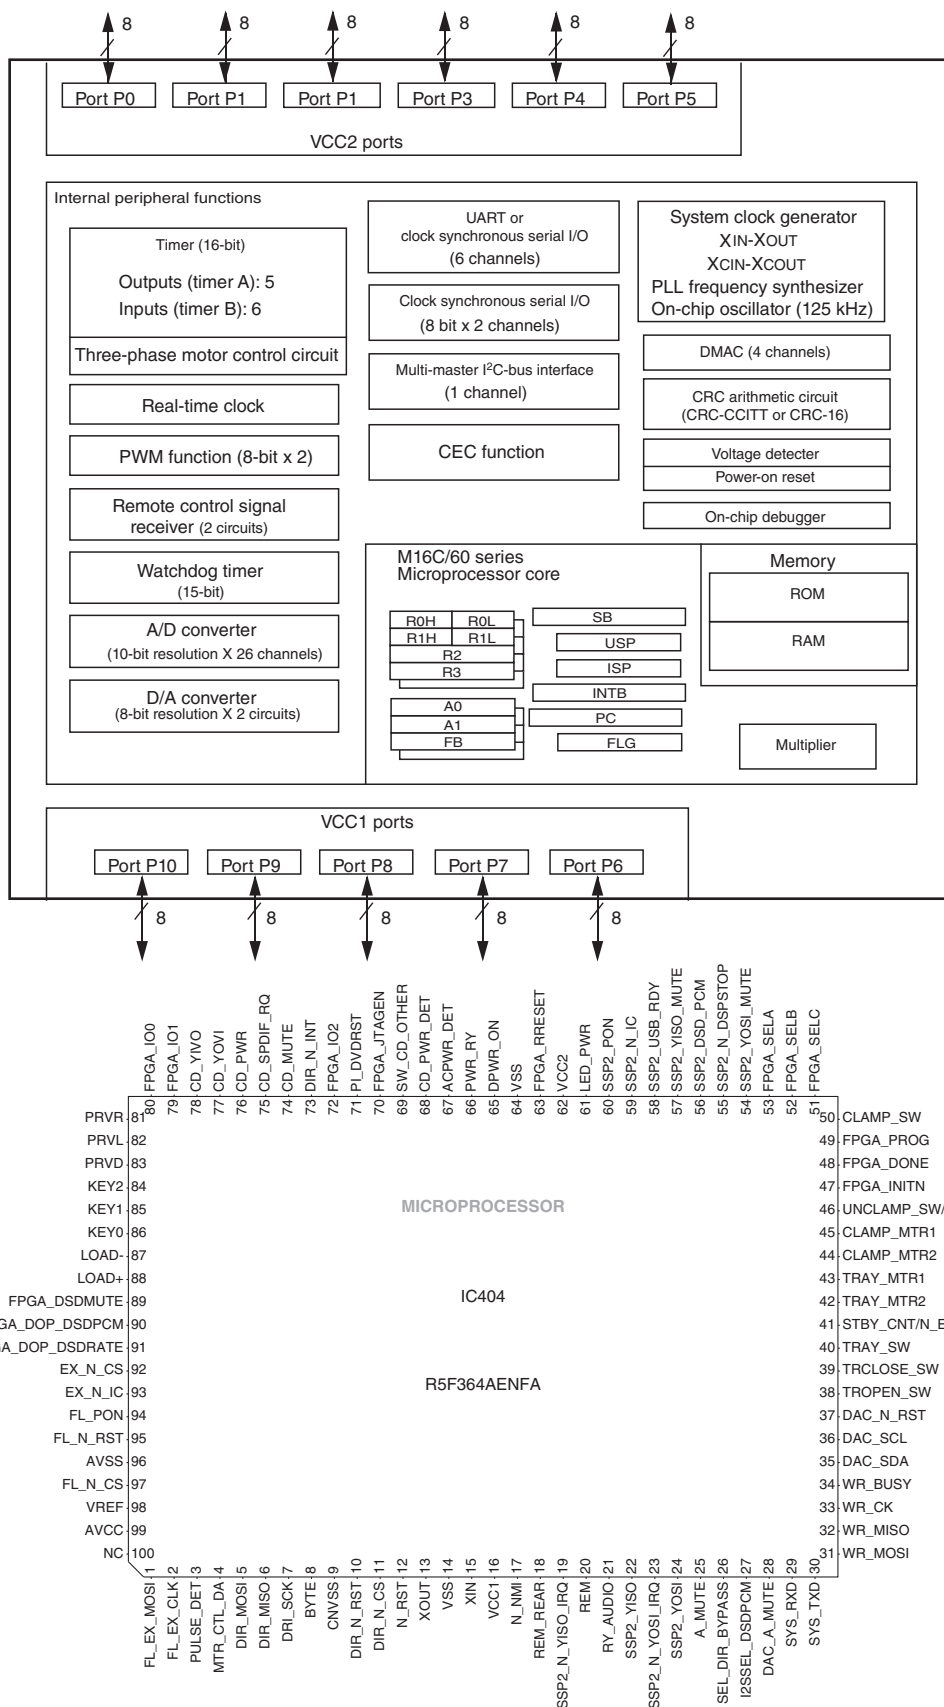 8 8 8 8 8 8
Port P0 Port P1 Port P1 Port P3 Port P4 Port P5
VCC2 ports
Internal peripheral functions
Timer (16-bit)
Outputs (timer A): 5
Inputs (timer B): 6
Three-phase motor control circuit
Real-time clock
PWM function (8-bit x 2)
Remote control signal
receiver (2 circuits)
Watchdog timer
(15-bit)
A/D converter
(10-bit resolution X 26 channels)
D/A converter
(8-bit resolution X 2 circuits)
UART or
clock synchronous serial I/O
(6 channels)
Clock synchronous serial I/O
(8 bit x 2 channels)
Multi-master I²C-bus interface
(1 channel)
CEC function
System clock generator
XIN-XOUT
XCIN-XCOUT
PLL frequency synthesizer
On-chip oscillator (125 kHz)
DMAC (4 channels)
CRC arithmetic circuit
(CRC-CCITT or CRC-16)
Voltage detecter
Power-on reset
On-chip debugger
M16C/60 series
Microprocessor core
R0H R0L
R1H R1L
R2
R3
A0
A1
FB
SB
USP
ISP
INTB
PC
FLG
Memory
ROM
RAM
Multiplier
VCC1 ports
Port P10 Port P9 Port P8 Port P7 Port P6
8 8 8 8 8
80 FPGA_IO0
79 FPGA_IO1
78 CD_YIVO
77 CD_YOVI
76 CD_PWR
75 CD_SPDIF_RQ
74 CD_MUTE
73 DIR_N_INT
72 FPGA_IO2
71 PI_DVDRST
70 FPGA_JTAGEN
69 SW_CD_OTHER
68 CD_PWR_DET
67 ACPWR_DET
66 PWR_RY
65 DPWR_ON
64 VSS
63 FPGA_RRESET
62 VCC2
61 LED_PWR
60 SSP2_PON
59 SSP2_N_IC
58 SSP2_USB_RDY
57 SSP2_YISO_MUTE
56 SSP2_DSD_PCM
55 SSP2_N_DSPSTOP
54 SSP2_YOSI_MUTE
53 FPGA_SELA
52 FPGA_SELB
51 FPGA_SELC
PRVR 81
PRVL 82
PRVD 83
KEY2 84
KEY1 85
KEY0 86
LOAD- 87
LOAD+ 88
FPGA_DSDMUTE 89
GA_DOP_DSDPCM 90
A_DOP_DSDRATE 91
EX_N_CS 92
EX_N_IC 93
FL_PON 94
FL_N_RST 95
AVSS 96
FL_N_CS 97
VREF 98
AVCC 99
NC 100
MICROPROCESSOR
IC404
R5F364AENFA
50 CLAMP_SW
49 FPGA_PROG
48 FPGA_DONE
47 FPGA_INITN
46 UNCLAMP_SW/
45 CLAMP_MTR1
44 CLAMP_MTR2
43 TRAY_MTR1
42 TRAY_MTR2
41 STBY_CNT/N_E
40 TRAY_SW
39 TRCLOSE_SW
38 TROPEN_SW
37 DAC_N_RST
36 DAC_SCL
35 DAC_SDA
34 WR_BUSY
33 WR_CK
32 WR_MISO
31 WR_MOSI
FL_EX_MOSI 1
FL_EX_CLK 2
PULSE_DET 3
MTR_CTL_DA 4
DIR_MOSI 5
DIR_MISO 6
DRI_SCK 7
BYTE 8
CNVSS 9
DIR_N_RST 10
DIR_N_CS 11
N_RST 12
XOUT 13
VSS 14
XIN 15
VCC1 16
N_NMI 17
REM_REAR 18
SSP2_N_YISO_IRQ 19
REM 20
RY_AUDIO 21
SSP2_YISO 22
SSP2_N_YOSI_IRQ 23
SSP2_YOSI 24
A_MUTE 25
SEL_DIR_BYPASS 26
I2SSEL_DSDPCM 27
DAC_A_MUTE 28
SYS_RXD 29
SYS_TXD 30